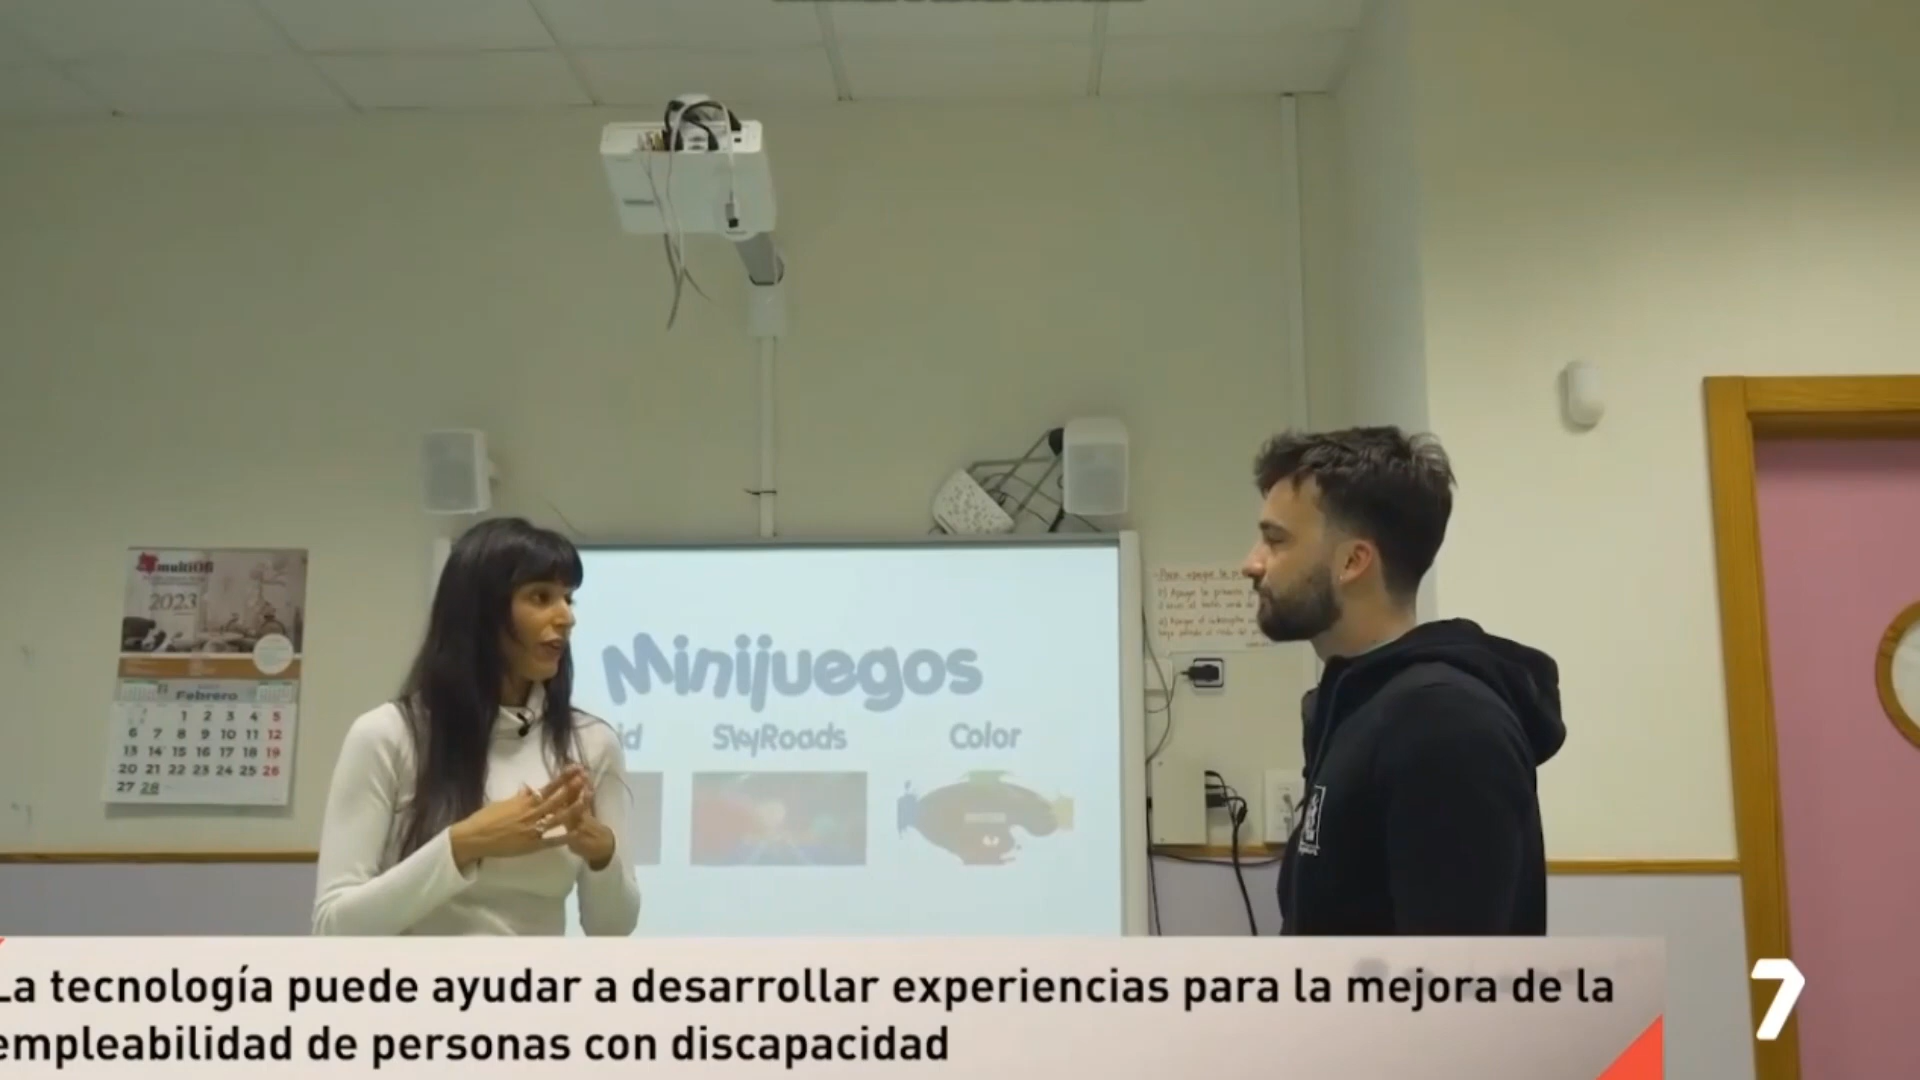 multiOfi
2023
Febrero
1 2 3 4 5
6 7 8 9 10 11 12
13 14 15 16 17 18 19
20 21 22 23 24 25 26
27 28
Minijuegos
id SkyRoads Color
La tecnología puede ayudar a desarrollar experiencias para la mejora de la
empleabilidad de personas con discapacidad
7